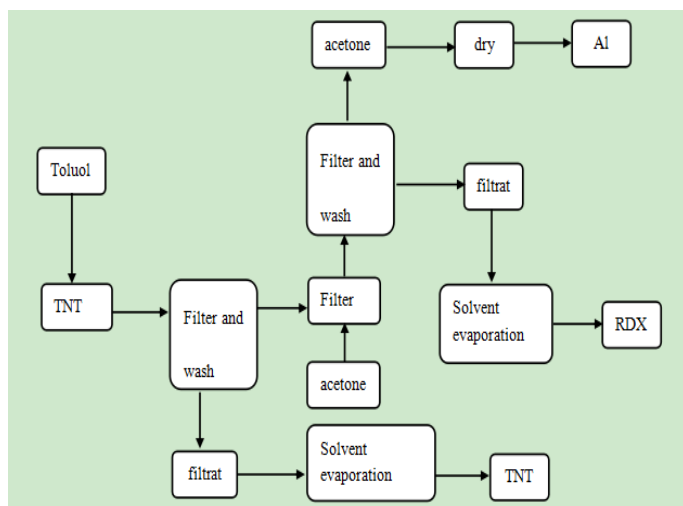 acetone
dry
Al
Filter and
wash
Toluol
filtrat
TNT
Filter and
wash
Filter
Solvent
evaporation
RDX
acetone
filtrat
Solvent
evaporation
TNT